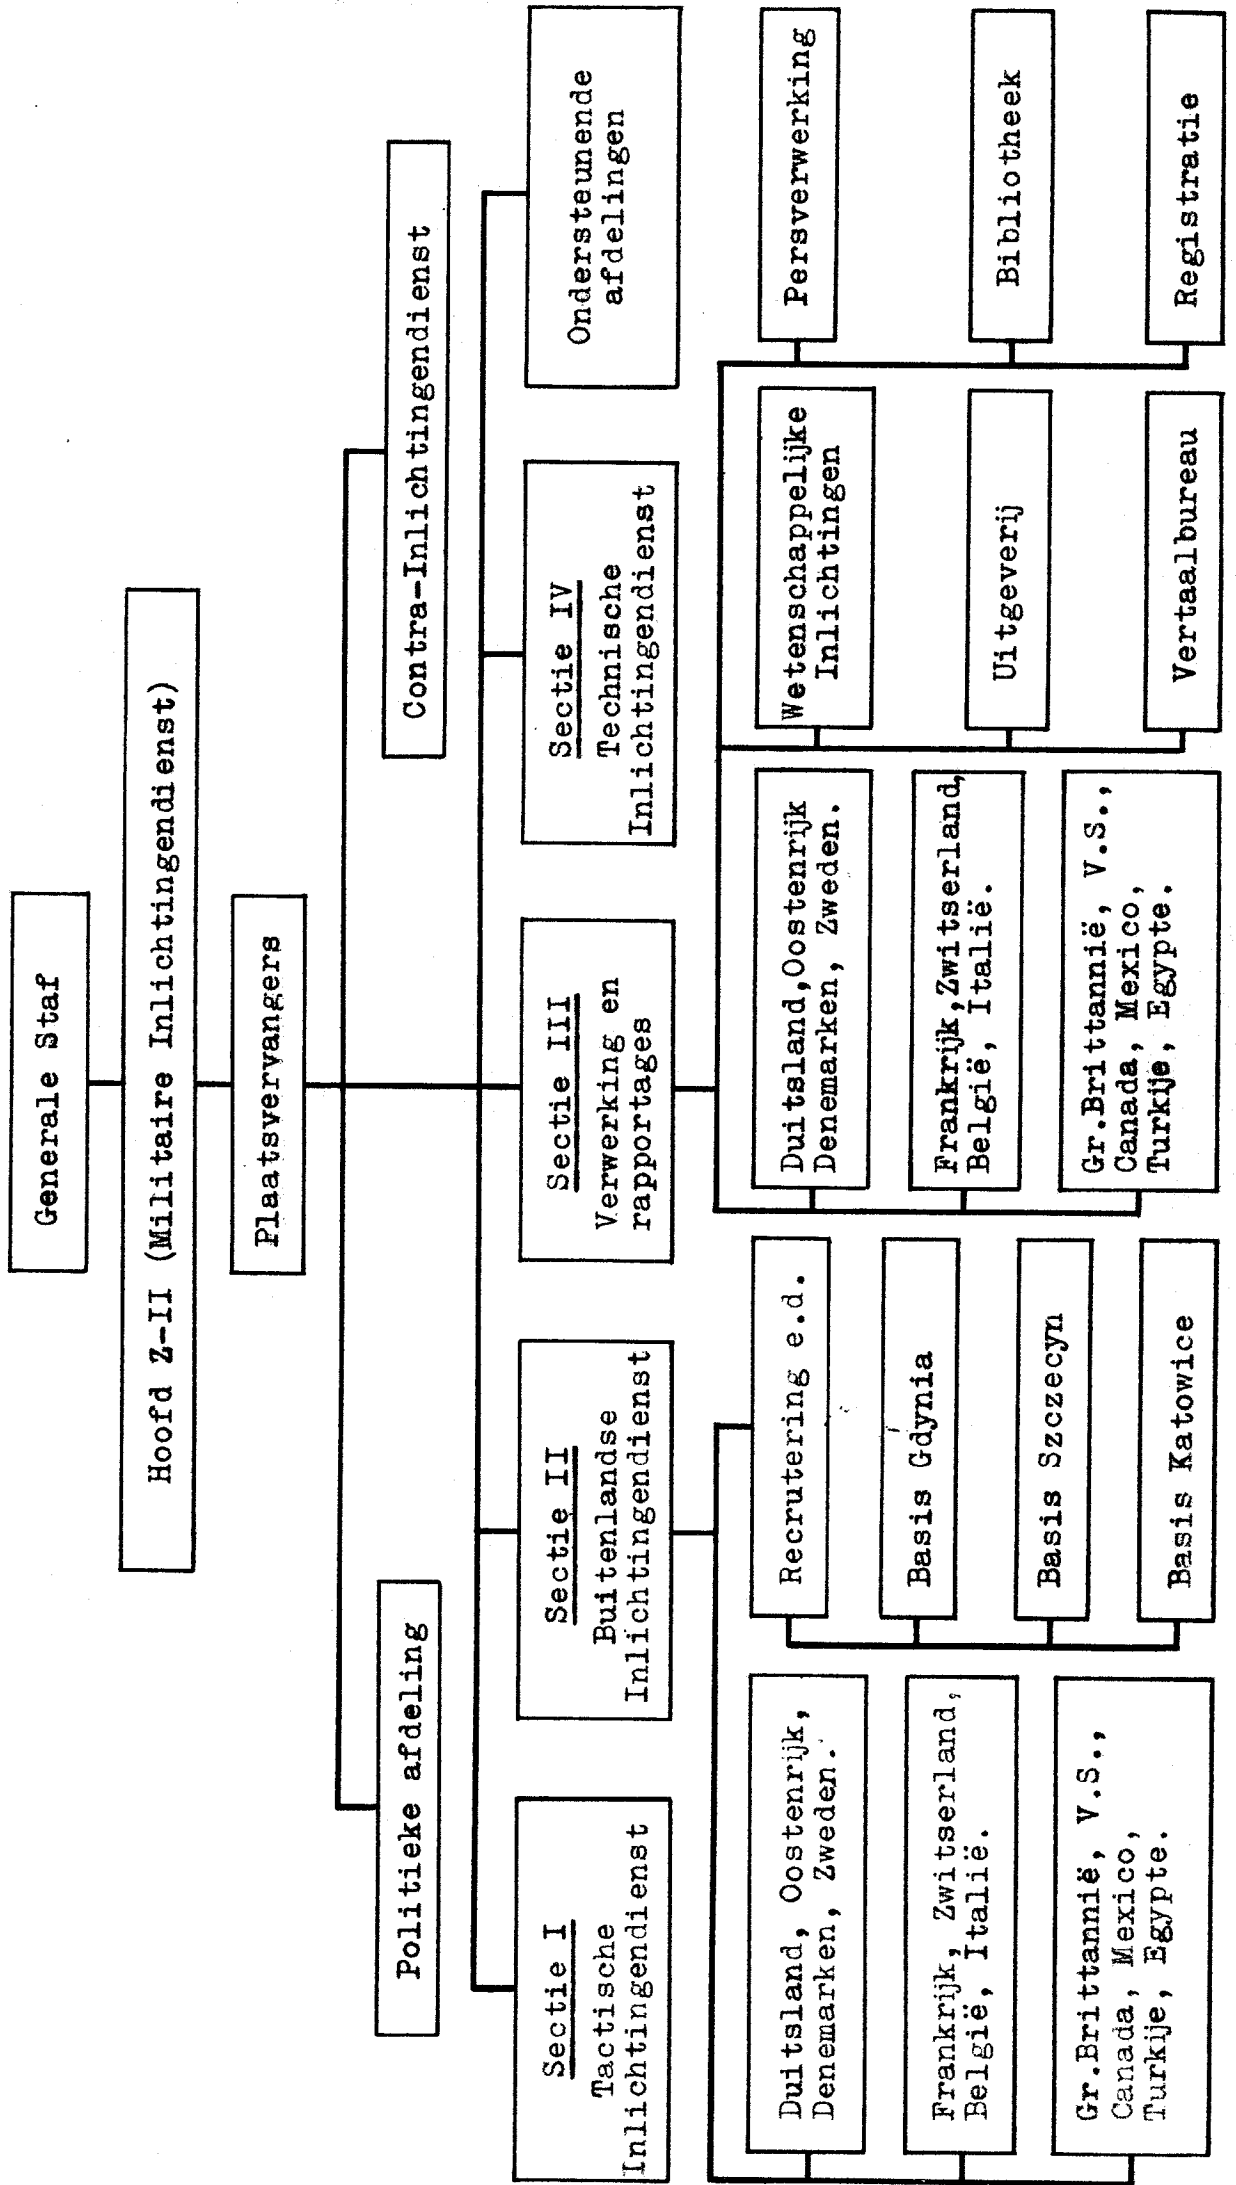 Generale Staf
Hoofd Z-II (Militaire Inlichtingendienst)
Plaatsvervangers
Politieke afdeling
Contra-Inlichtingendienst
Sectie I
Tactische
Inlichtingendienst
Sectie II
Buitenlandse
Inlichtingendienst
Sectie III
Verwerking en
rapportages
Sectie IV
Technische
Inlichtingendienst
Ondersteunende
afdelingen
Duitsland, Oostenrijk,
Denemarken, Zweden.
Frankrijk, Zwitserland,
België, Italië.
Gr.Brittannië, V.S.,
Canada, Mexico,
Turkije, Egypte.
Recrutering e.d.
Basis Gdynia
Basis Szczecyn
Basis Katowice
Duitsland,Oostenrijk
Denemarken, Zweden.
Frankrijk,Zwitserland,
België, Italië.
Gr.Brittannië, V.S.,
Canada, Mexico,
Turkije, Egypte.
Wetenschappelijke
Inlichtingen
Uitgeverij
Vertaalbureau
Persverwerking
Bibliotheek
Registratie